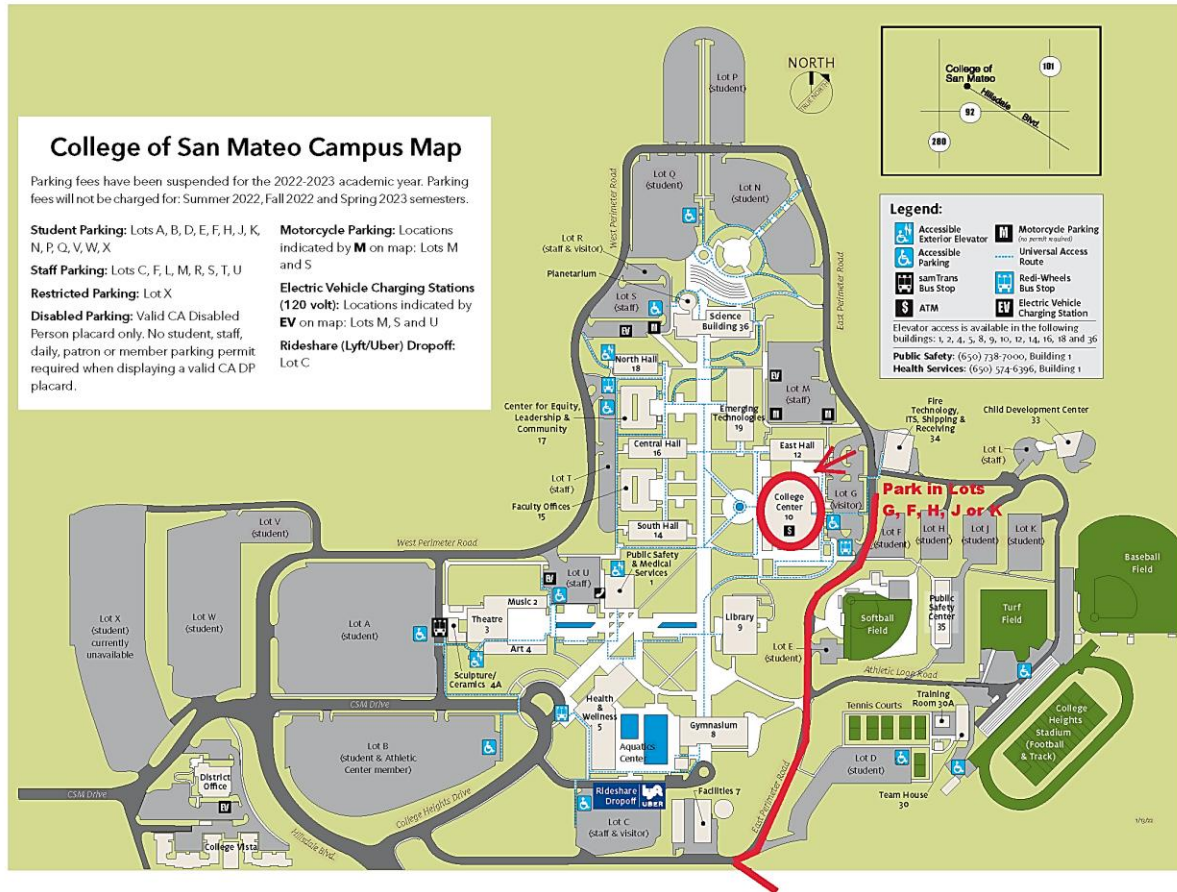 College of San Mateo Campus Map
Parking fees have been suspended for the 2022-2023 academic year. Parking
fees will not be charged for: Summer 2022, Fall 2022 and Spring 2023 semesters.
Student Parking: Lots A, B, D, E, F, H, J, K,
N, P, Q, V, W, X
Staff Parking: Lots C, F, L, M, R, S, T, U
Restricted Parking: Lot X
Disabled Parking: Valid CA Disabled
Person placard only. No student, staff,
daily, patron or member parking permit
required when displaying a valid CA DP
placard.
Motorcycle Parking: Locations
indicated by M on map: Lots M
and S
Electric Vehicle Charging Stations
(120 volt): Locations indicated by
EV on map: Lots M, S and U
Rideshare (Lyft/Uber) Dropoff:
Lot C
NORTH
TRUE NORTH
College of
San Mateo
101
Hillsdale
Blvd.
92
280
Legend:
Accessible
Exterior Elevator
Accessible
Parking
samTrans
Bus Stop
$
ATM
M
Motorcycle Parking
(no permit required)
Universal Access
Route
Redi-Wheels
Bus Stop
EV
Electric Vehicle
Charging Station
Elevator access is available in the following
buildings: 1, 2, 4, 5, 8, 9, 10, 12, 14, 16, 18 and 36
Public Safety: (650) 738-7000, Building 1
Health Services: (650) 574-6396, Building 1
Lot P
(student)
Lot Q
(student)
Lot N
(student)
West Perimeter Road
East Perimeter Road
Lot R
(staff & visitor)
Planetarium
Lot S
(staff)
EV
M
Science
Building 36
North Hall
18
Center for Equity,
Leadership &
Community
17
Emerging
Technologies
19
EV
Lot M
(staff)
M
M
Central Hall
16
East Hall
12
Fire
Technology,
ITS, Shipping &
Receiving
34
Child Development Center
33
Lot L
(staff)
Lot T
(staff)
Faculty Offices
15
College
Center
10
$
Lot G
(visitor)
Park in Lots
G, F, H, J or K
South Hall
14
Lot F
(student)
Lot H
(student)
Lot J
(student)
Lot K
(student)
Baseball
Field
Lot V
(student)
West Perimeter Road
Public Safety
& Medical
Services
1
EV
Lot U
(staff)
Lot X
(student)
currently
unavailable
Lot W
(student)
Lot A
(student)
Music 2
Theatre
3
Art 4
Sculpture/
Ceramics 4A
Library
9
Lot E
(student)
Softball
Field
Public
Safety
Center
35
Turf
Field
Athletic Loop Road
CSM Drive
Health
&
Wellness
5
Aquatics
Center
Gymnasium
8
Tennis Courts
Training
Room 30A
College
Heights
Stadium
(Football
& Track)
Lot B
(student & Athletic
Center member)
Lot D
(student)
Team House
30
District
Office
EV
CSM Drive
College Vista
Hillsdale Blvd.
College Heights Drive
Rideshare
Dropoff
lyft
UBER
Lot C
(staff & visitor)
Facilities 7
East Perimeter Road